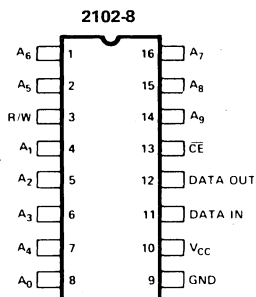 2102-8
A6 1 16 A7
A5 2 15 A8
R/W 3 14 A9
A1 4 13 C̅E̅
A2 5 12 DATA OUT
A3 6 11 DATA IN
A4 7 10 VCC
A0 8 9 GND